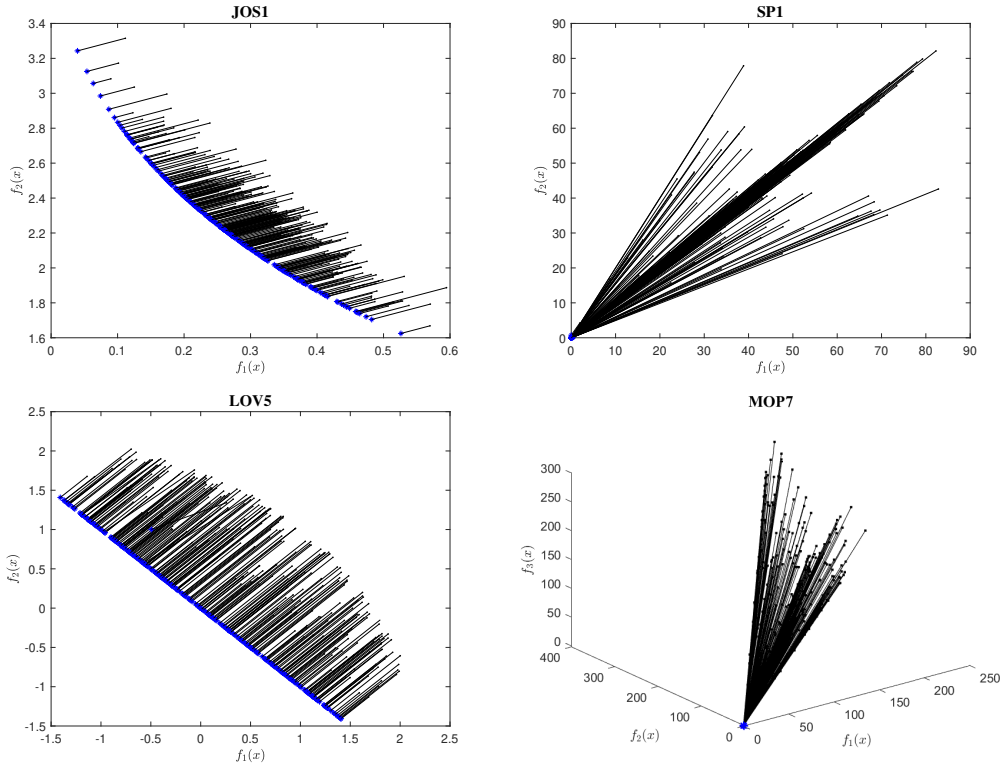 JOS1
3.4
3.2
3
2.8
2.6
2.4
2.2
2
1.8
1.6
f₂(x)
0 0.1 0.2 0.3 0.4 0.5 0.6
f₁(x)
SP1
90
80
70
60
50
40
30
20
10
0
f₂(x)
0 10 20 30 40 50 60 70 80 90
f₁(x)
LOV5
2.5
2
1.5
1
0.5
0
-0.5
-1
-1.5
f₂(x)
-1.5 -1 -0.5 0 0.5 1 1.5 2 2.5
f₁(x)
MOP7
300
250
200
150
100
50
0
f₃(x)
400
300
200
100
0
f₂(x)
0
50
100
150
200
250
f₁(x)